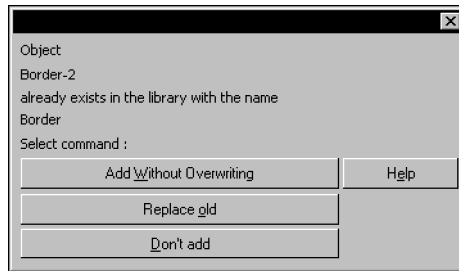 Object
Border-2
already exists in the library with the name
Border
Select command :
Add Without Overwriting
Help
Replace old
Don't add